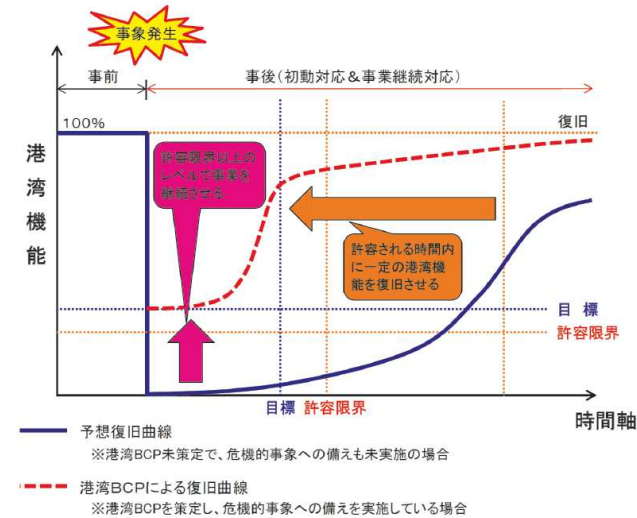 事象発生
事前
事後(初動対応＆事業継続対応)
100%
復旧
港湾機能
許容限界以上の
レベルで事業を
継続させる
許容される時間内
に一定の港湾機
能を復旧させる
目　標
許容限界
目標 許容限界
時間軸
予想復旧曲線
※港湾BCP未策定で、危機的事象への備えも未実施の場合
港湾BCPによる復旧曲線
※港湾BCPを策定し、危機的事象への備えを実施している場合